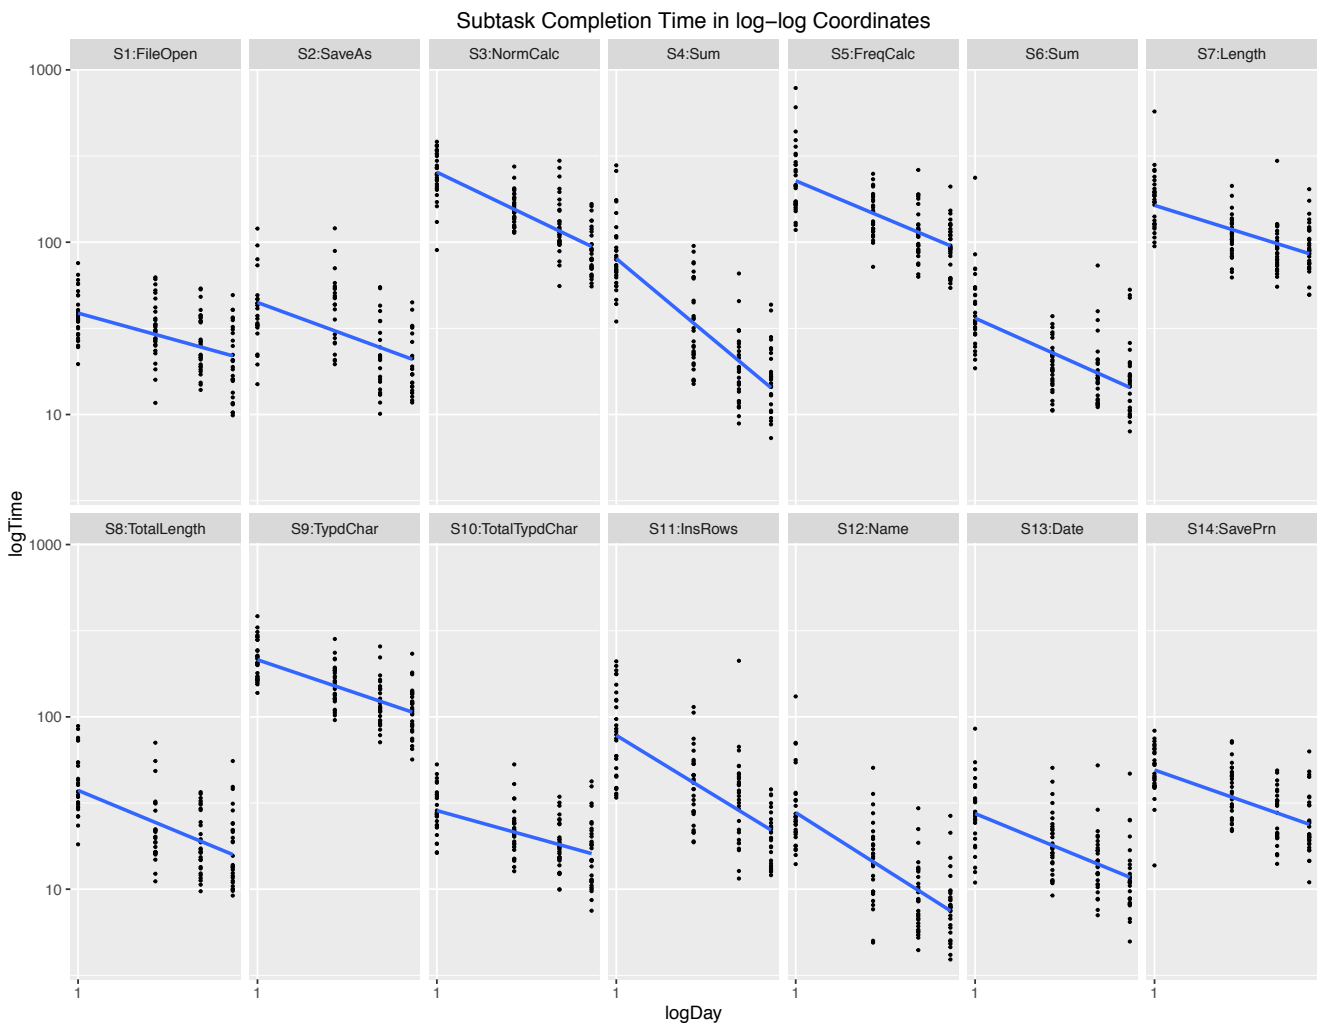 Subtask Completion Time in log−log Coordinates
S1:FileOpen S2:SaveAs S3:NormCalc S4:Sum S5:FreqCalc S6:Sum S7:Length
1000
100
10
logTime
S8:TotalLength S9:TypdChar S10:TotalTypdChar S11:InsRows S12:Name S13:Date S14:SavePrn
1000
100
10
1 1 1 1 1 1 1
logDay